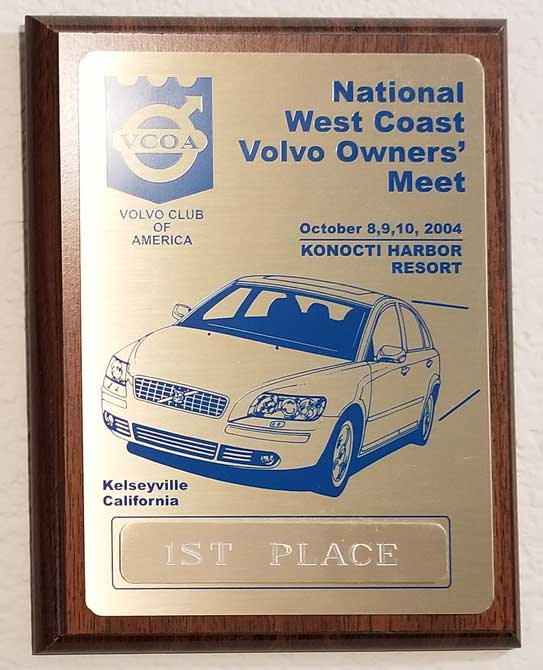 VCOA
VOLVO CLUB
OF
AMERICA
National
West Coast
Volvo Owners'
Meet
October 8,9,10, 2004
KONOCTI HARBOR
RESORT
Kelseyville
California
1ST PLACE